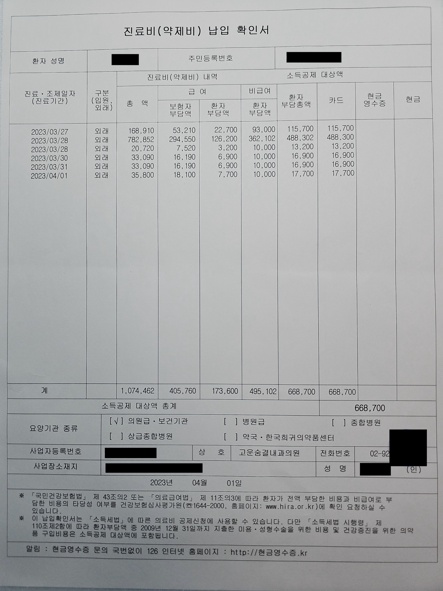 진료비(약제비) 납입 확인서
환자 성명 주민등록번호
진료·조제일자 (진료기간) 구분 (입원, 외래) 진료비(약제비) 내역 소득공제 대상액
총 액 급 여 비급여 환자 부담총액 카드 현금 영수증 현금
보험자 부담액 환자 부담액 환자 부담액
2023/03/27 외래 168,910 53,210 22,700 93,000 115,700 115,700
2023/03/28 외래 782,852 294,550 126,200 362,102 488,302 488,300
2023/03/28 외래 20,720 7,520 3,200 10,000 13,200 13,200
2023/03/30 외래 33,090 16,190 6,900 10,000 16,900 16,900
2023/03/31 외래 33,090 16,190 6,900 10,000 16,900 16,900
2023/04/01 외래 35,800 18,100 7,700 10,000 17,700 17,700
계 1,074,462 405,760 173,600 495,102 668,700 668,700
소득공제 대상액 총계 668,700
요양기관 종류 [√] 의원급·보건기관 [ ] 병원급 [ ] 종합병원
[ ] 상급종합병원 [ ] 약국·한국희귀의약품센터
사업자등록번호 상 호 고운숨결내과의원 전화번호 02-92
사업장소재지 성 명 (인)
2023년 04월 01일
※ 「국민건강보험법」 제 43조의2 또는 「의료급여법」 제 11조의3에 따라 환자가 전액 부담한 비용과 비급여로 부
담한 비용의 타당성 여부를 건강보험심사평가원(☎1644-2000, 홈페이지: www.hira.or.kr)에 확인 요청하실 수
있습니다.
※ 이 납입확인서는 「소득세법」에 따른 의료비 공제신청에 사용할 수 있습니다. 다만 「소득세법 시행령」 제
110조제2항에 따라 환자부담액 중 2009년 12월 31일까지 지출한 미용·성형수술을 위한 비용 및 건강증진을 위한 의약
품 구입비용은 소득공제 대상액에 포함됩니다.
알림 : 현금영수증 문의 국번없이 126 인터넷 홈페이지 : http://현금영수증.kr